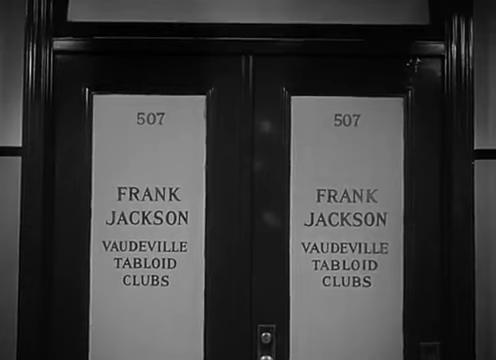 507
FRANK
JACKSON
VAUDEVILLE
TABLOID
CLUBS
507
FRANK
JACKSON
VAUDEVILLE
TABLOID
CLUBS